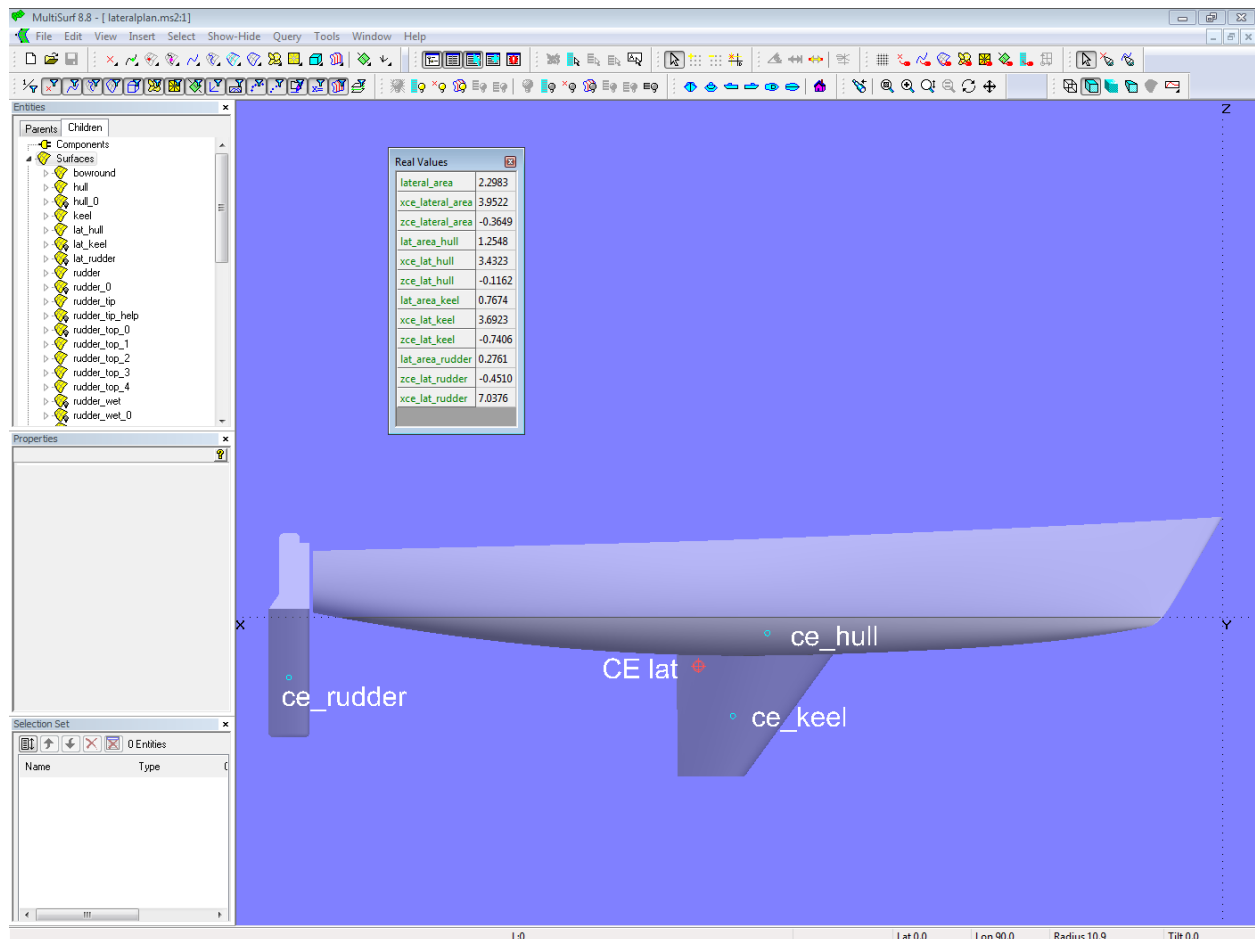 MultiSurf 8.8 - [ lateralplan.ms2:1]
File Edit View Insert Select Show-Hide Query Tools Window Help
Entities
Parents Children
Components
Surfaces
bowround
hull
hull_0
keel
lat_hull
lat_keel
lat_rudder
rudder
rudder_0
rudder_tip
rudder_tip_help
rudder_top_0
rudder_top_1
rudder_top_2
rudder_top_3
rudder_top_4
rudder_wet
rudder_wet_0
Properties
Selection Set
0 Entities
Name Type
Real Values
lateral_area 2.2983
xce_lateral_area 3.9522
zce_lateral_area -0.3649
lat_area_hull 1.2548
xce_lat_hull 3.4323
zce_lat_hull -0.1162
lat_area_keel 0.7674
xce_lat_keel 3.6923
zce_lat_keel -0.7406
lat_area_rudder 0.2761
zce_lat_rudder -0.4510
xce_lat_rudder 7.0376
Z
X
Y
ce_hull
CE lat
ce_rudder
ce_keel
L:0 Lat 0.0 Lon 90.0 Radius 10.9 Tilt 0.0